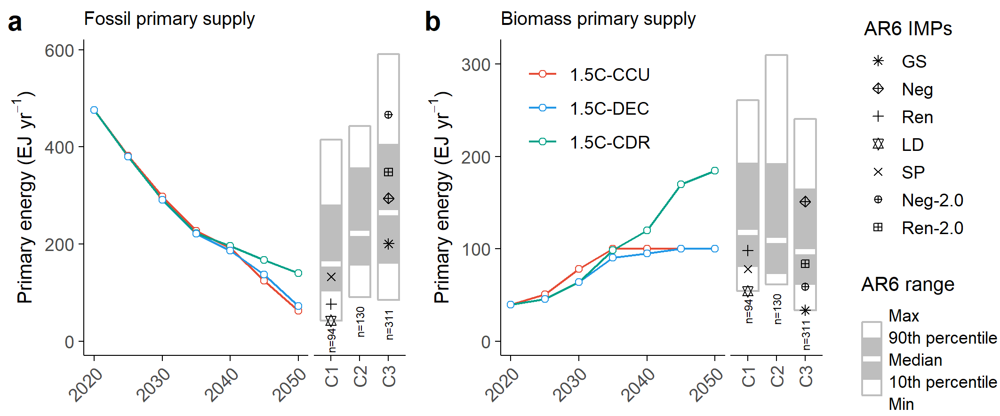 a
Fossil primary supply
Primary energy (EJ yr⁻¹)
600
400
200
0
2020
2030
2040
2050
C1
C2
C3
n=94
n=130
n=311
b
Biomass primary supply
Primary energy (EJ yr⁻¹)
300
200
100
0
1.5C-CCU
1.5C-DEC
1.5C-CDR
2020
2030
2040
2050
C1
C2
C3
n=94
n=130
n=311
AR6 IMPs
GS
Neg
Ren
LD
SP
Neg-2.0
Ren-2.0
AR6 range
Max
90th percentile
Median
10th percentile
Min